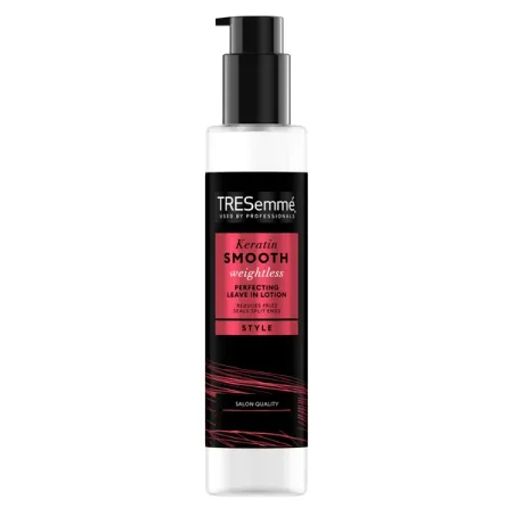 TRESemmé
USED BY PROFESSIONALS
Keratin
SMOOTH
weightless
PERFECTING
LEAVE IN LOTION
REDUCES FRIZZ
SEALS SPLIT ENDS
STYLE
SALON QUALITY